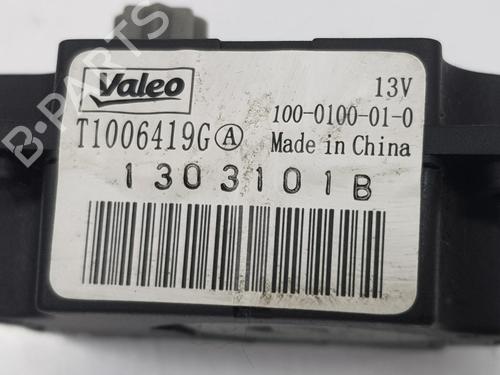 B-PARTS
Valeo
13V
T1006419G Ⓐ
100-0100-01-0
Made in China
1303101B